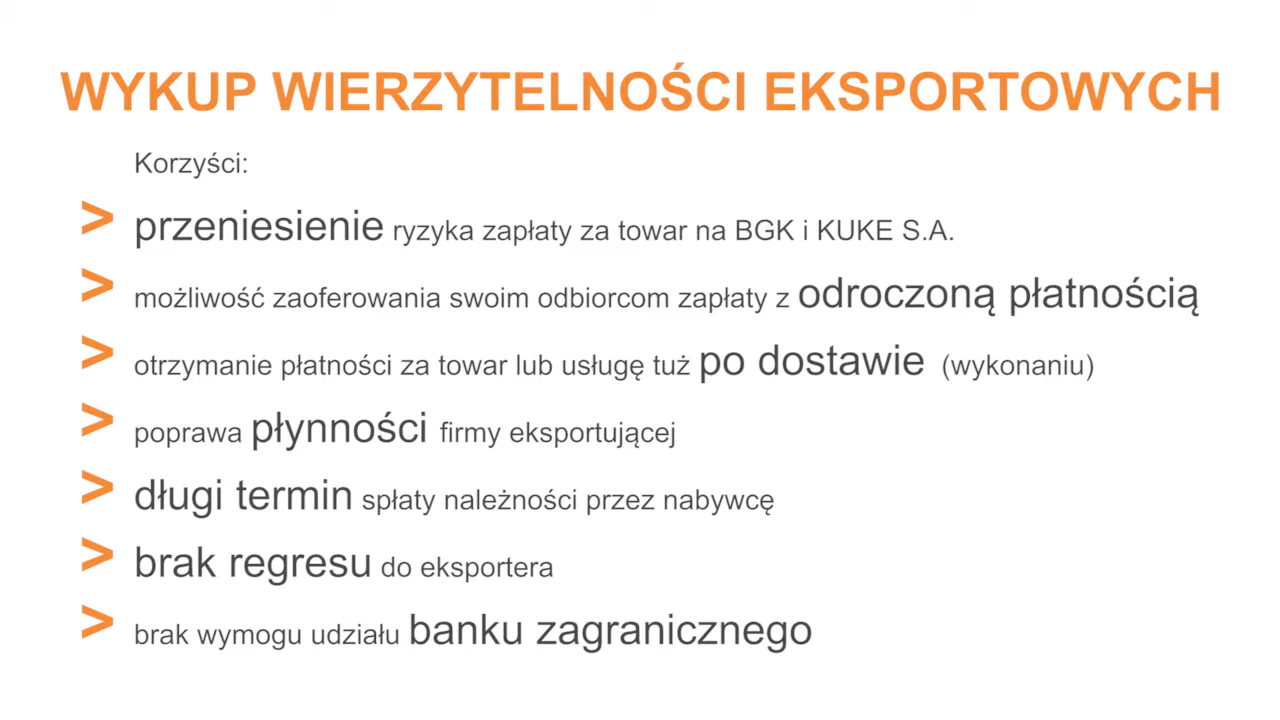 WYKUP WIERZYTELNOŚCI EKSPORTOWYCH
Korzyści:
> przeniesienie ryzyka zapłaty za towar na BGK i KUKE S.A.
> możliwość zaoferowania swoim odbiorcom zapłaty z odroczoną płatnością
> otrzymanie płatności za towar lub usługę tuż po dostawie (wykonaniu)
> poprawa płynności firmy eksportującej
> długi termin spłaty należności przez nabywcę
> brak regresu do eksportera
> brak wymogu udziału banku zagranicznego